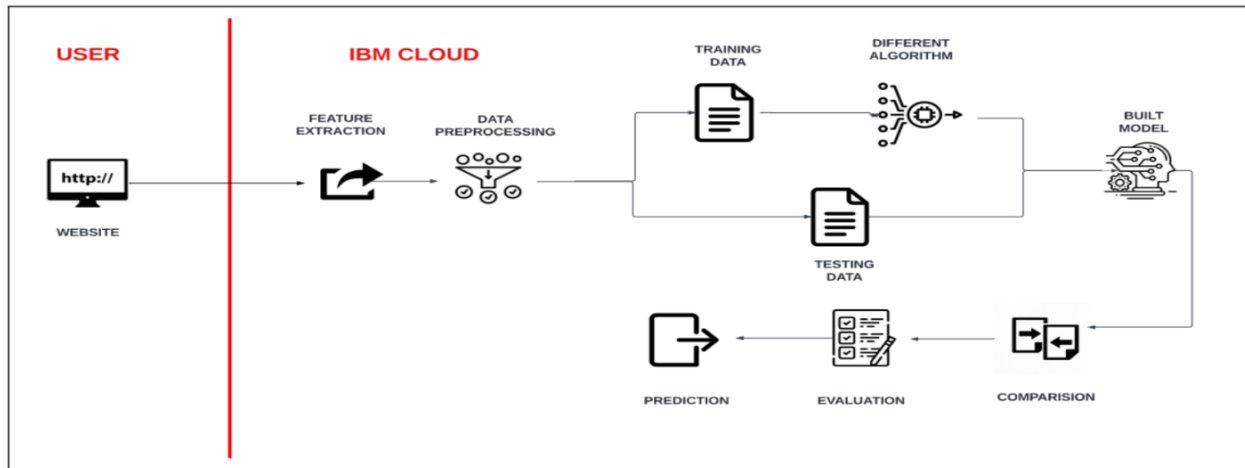 USER
IBM CLOUD
http://
WEBSITE
FEATURE
EXTRACTION
DATA
PREPROCESSING
TRAINING
DATA
DIFFERENT
ALGORITHM
TESTING
DATA
BUILT
MODEL
COMPARISION
EVALUATION
PREDICTION